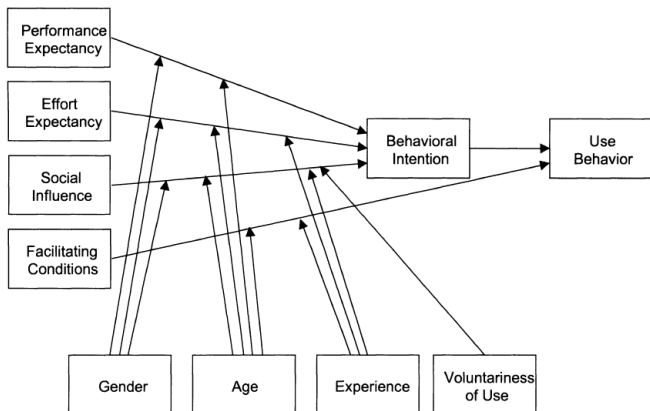 Performance
Expectancy
Effort
Expectancy
Social
Influence
Facilitating
Conditions
Behavioral
Intention
Use
Behavior
Gender
Age
Experience
Voluntariness
of Use